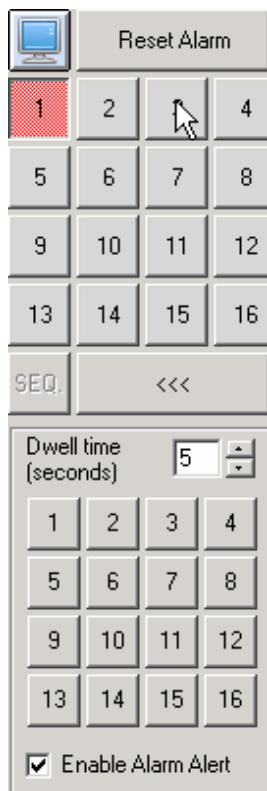 Reset Alarm
1 2 4
5 6 7 8
9 10 11 12
13 14 15 16
SEQ. <<<
Dwell time
(seconds) 5
1 2 3 4
5 6 7 8
9 10 11 12
13 14 15 16
Enable Alarm Alert